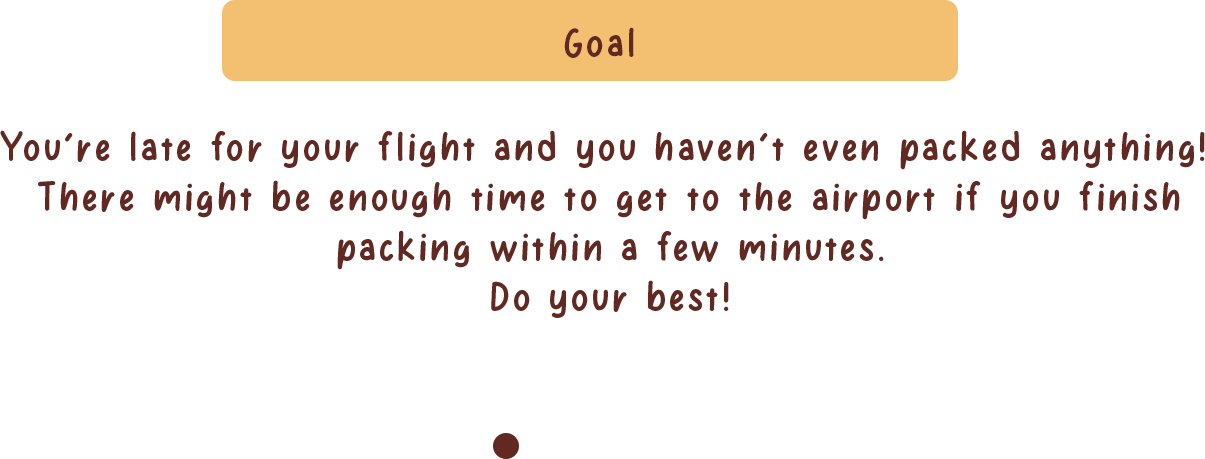 Goal
You're late for your flight and you haven't even packed anything!
There might be enough time to get to the airport if you finish
packing within a few minutes.
Do your best!